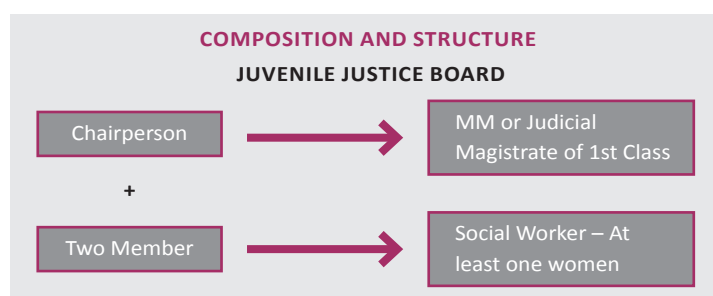 COMPOSITION AND STRUCTURE
JUVENILE JUSTICE BOARD
Chairperson
MM or Judicial
Magistrate of 1st Class
+
Two Member
Social Worker – At
least one women